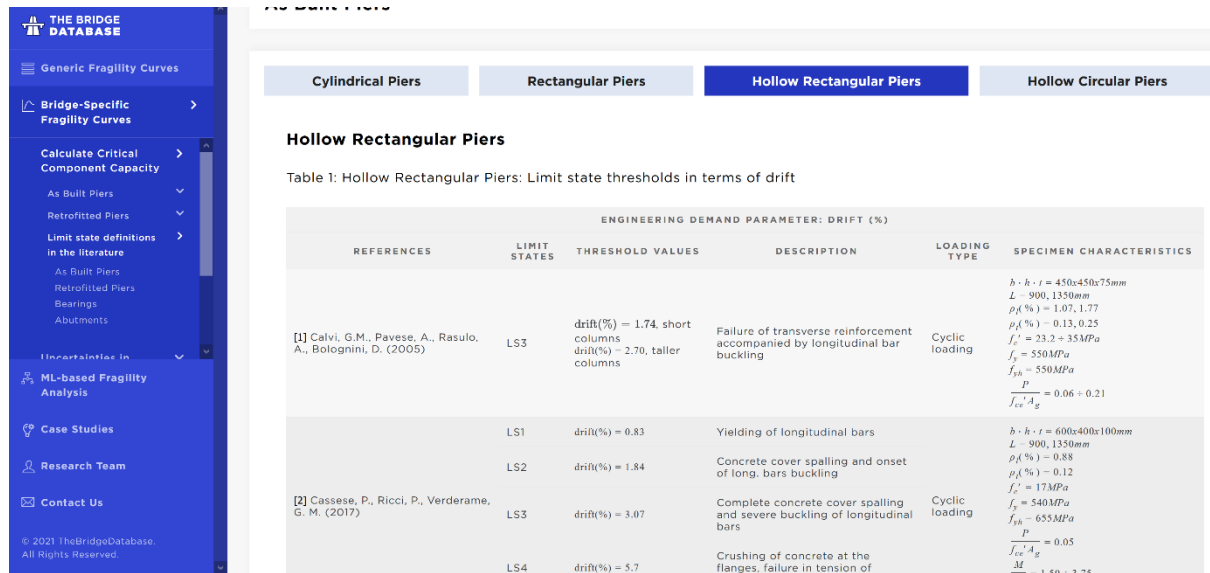 THE BRIDGE
DATABASE
Generic Fragility Curves
Bridge-Specific
Fragility Curves
Calculate Critical
Component Capacity
As Built Piers
Retrofitted Piers
Limit state definitions
in the literature
As Built Piers
Retrofitted Piers
Bearings
Abutments
Uncertainties in
ML-based Fragility
Analysis
Case Studies
Research Team
Contact Us
© 2021 TheBridgeDatabase.
All Rights Reserved.
As Built Piers
Cylindrical Piers
Rectangular Piers
Hollow Rectangular Piers
Hollow Circular Piers
Hollow Rectangular Piers
Table 1: Hollow Rectangular Piers: Limit state thresholds in terms of drift
ENGINEERING DEMAND PARAMETER: DRIFT (%)
REFERENCES
LIMIT
STATES
THRESHOLD VALUES
DESCRIPTION
LOADING
TYPE
SPECIMEN CHARACTERISTICS
[1] Calvi, G.M., Pavese, A., Rasulo,
A., Bolognini, D. (2005)
LS3
drift(%) = 1.74, short
columns
drift(%) = 2.70, taller
columns
Failure of transverse reinforcement
accompanied by longitudinal bar
buckling
Cyclic
loading
b · h · t = 450x450x75mm
L = 900, 1350mm
ρl(%) = 1.07, 1.77
ρt(%) = 0.13, 0.25
fc' = 23.2 ÷ 35MPa
fy = 550MPa
fyh = 550MPa
P
fce'Ag = 0.06 ÷ 0.21
[2] Cassese, P., Ricci, P., Verderame,
G. M. (2017)
LS1
drift(%) = 0.83
Yielding of longitudinal bars
LS2
drift(%) = 1.84
Concrete cover spalling and onset
of long. bars buckling
LS3
drift(%) = 3.07
Complete concrete cover spalling
and severe buckling of longitudinal
bars
LS4
drift(%) = 5.7
Crushing of concrete at the
flanges, failure in tension of
Cyclic
loading
b · h · t = 600x400x100mm
L = 900, 1350mm
ρl(%) = 0.88
ρt(%) = 0.12
fc' = 17MPa
fy = 540MPa
fyh = 655MPa
P
fce'Ag = 0.05
M
= 1.50 ÷ 3.75